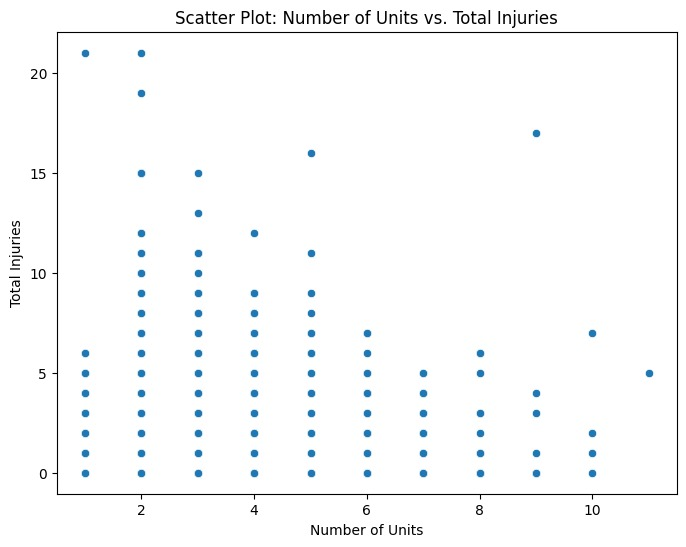 Scatter Plot: Number of Units vs. Total Injuries
20
15
10
5
0
Total Injuries
2 4 6 8 10
Number of Units